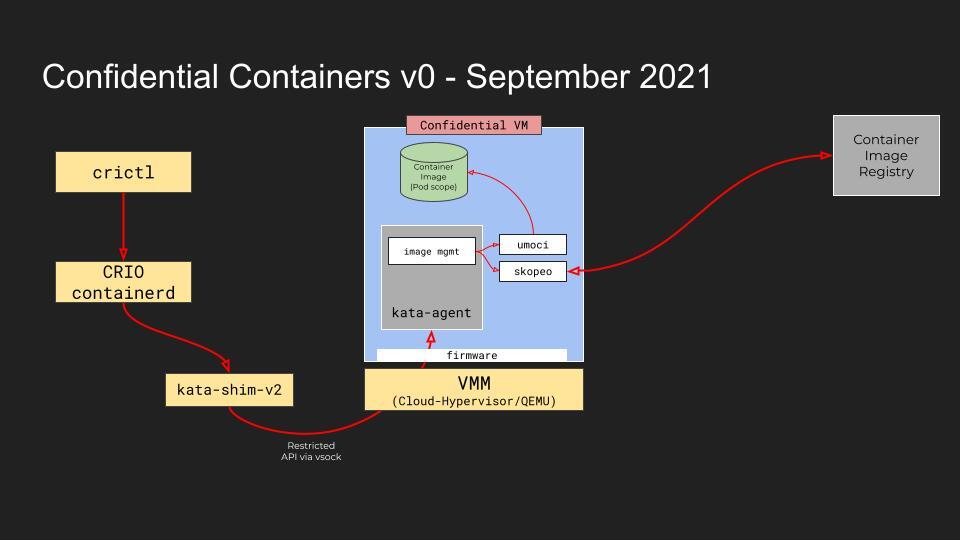 Confidential Containers v0 - September 2021
Confidential VM
Container
Image
Registry
crictl
Container
Image
(Pod scope)
umoci
image mgmt
skopeo
CRIO
containerd
kata-agent
firmware
kata-shim-v2
VMM
(Cloud-Hypervisor/QEMU)
Restricted
API via vsock